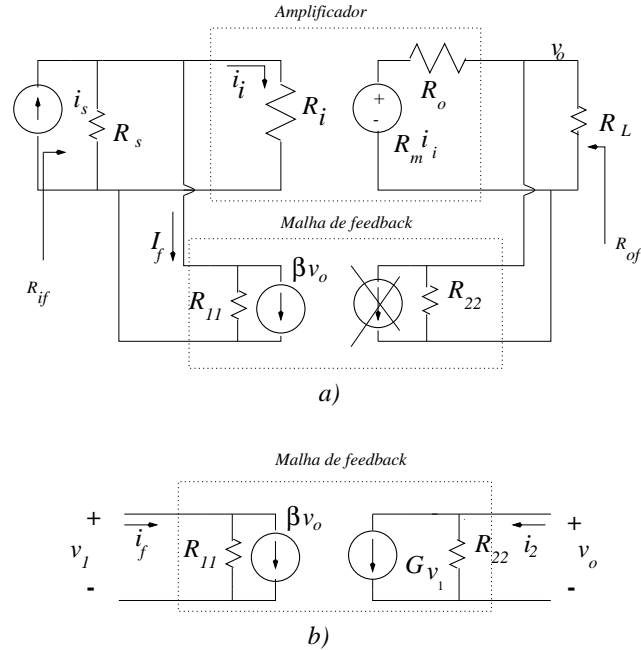 Amplificador
i_s
R_s
i_i
R_i
+
-
R_m i_i
R_o
v_o
R_L
R_if
I_f
Malha de feedback
R_11
βv_o
R_22
R_of
a)
Malha de feedback
+
v_1
-
i_f
R_11
βv_o
G v_1
R_22
i_2
+
v_o
-
b)